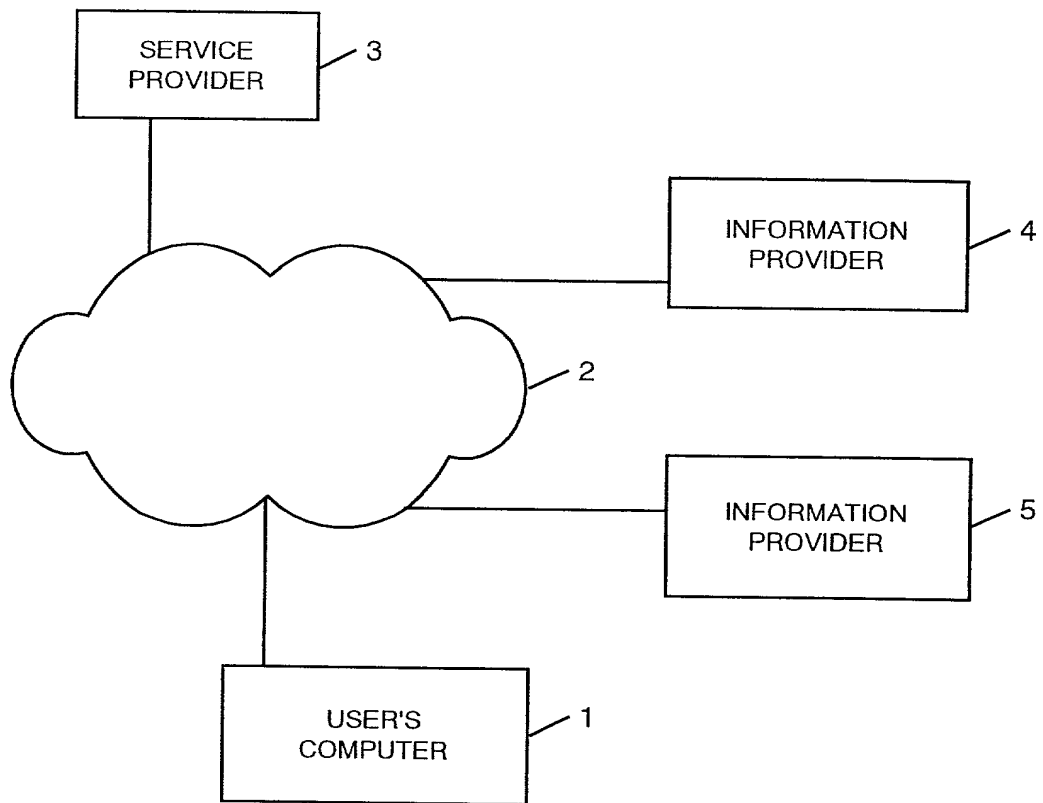 SERVICE
PROVIDER
3
INFORMATION
PROVIDER
4
2
INFORMATION
PROVIDER
5
USER'S
COMPUTER
1